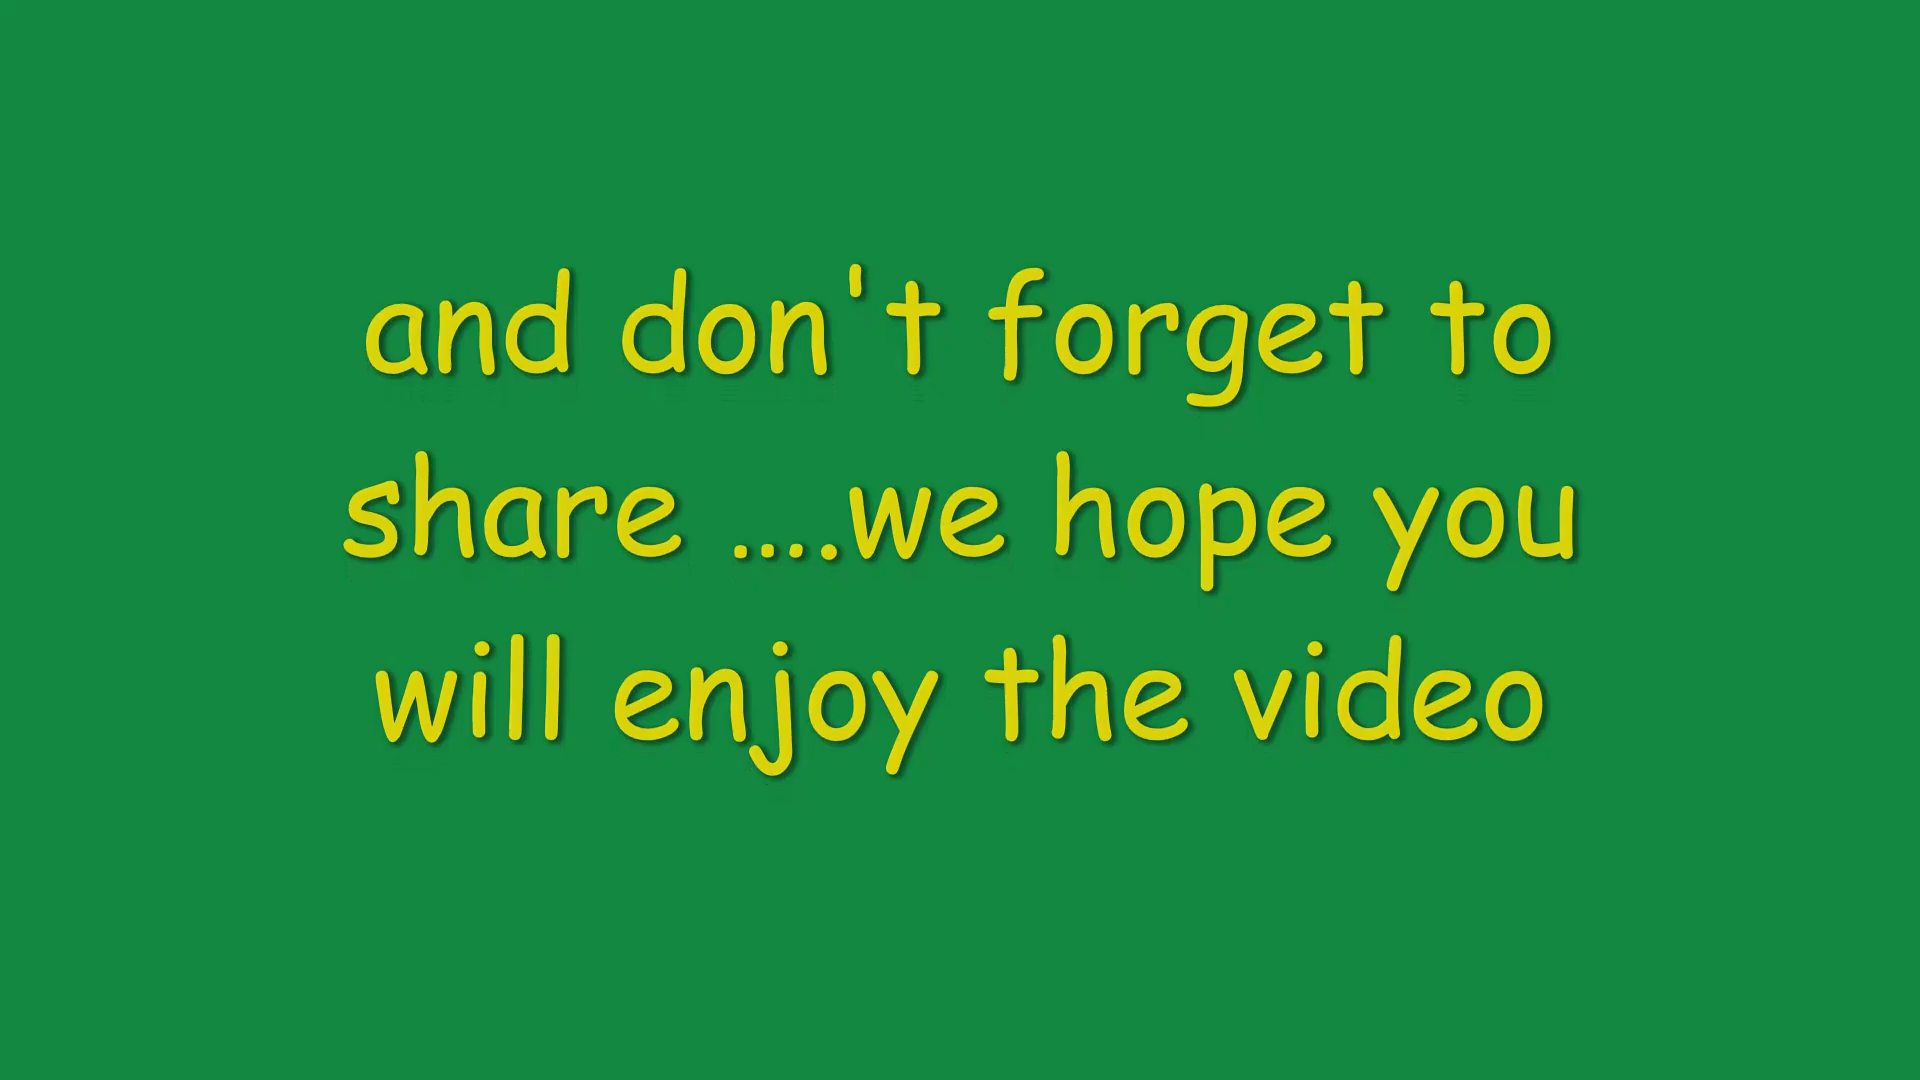 and don't forget to
share ....we hope you
will enjoy the video